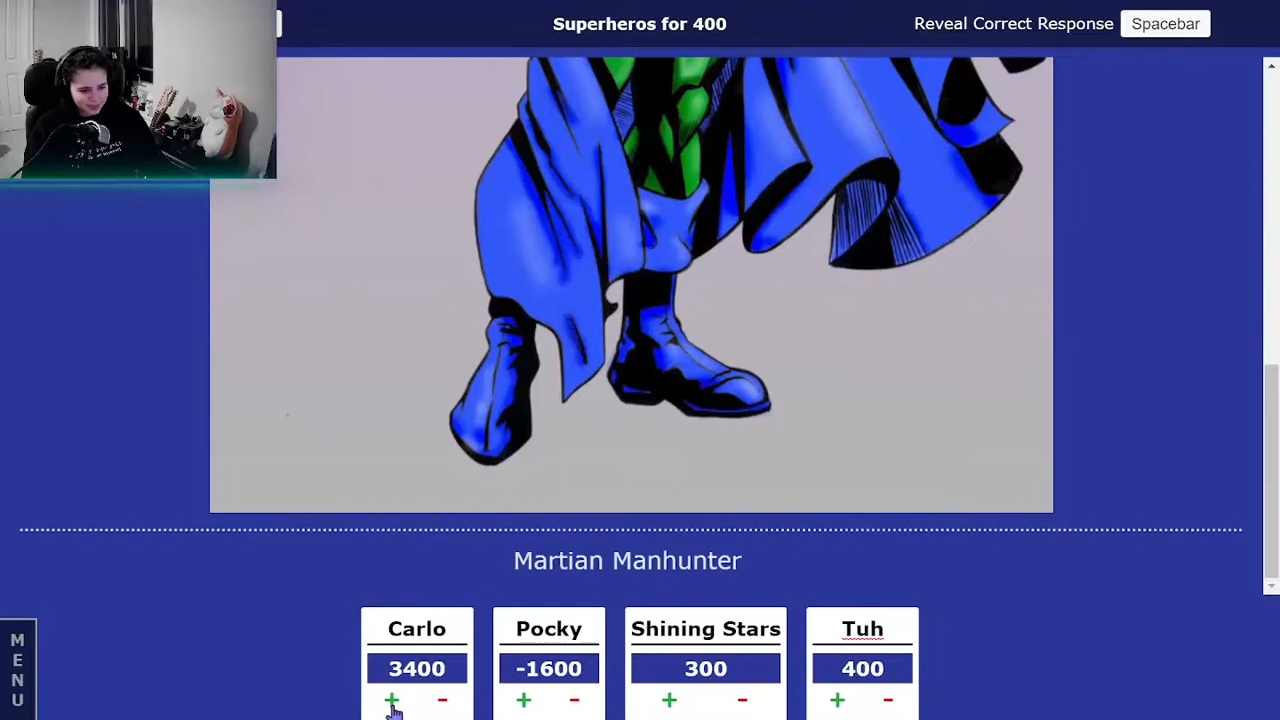 Superheros for 400
Reveal Correct Response Spacebar
Martian Manhunter
Carlo Pocky Shining Stars Tuh
3400 -1600 300 400
+ - + - + - + -
M
E
N
U